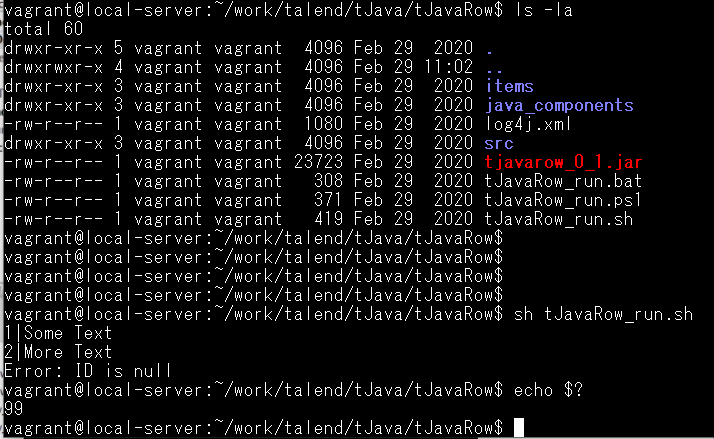 vagrant@local-server:~/work/talend/tJava/tJavaRow$ ls -la
total 60
drwxr-xr-x 5 vagrant vagrant  4096 Feb 29  2020 .
drwxrwxr-x 4 vagrant vagrant  4096 Feb 29 11:02 ..
drwxr-xr-x 3 vagrant vagrant  4096 Feb 29  2020 items
drwxr-xr-x 3 vagrant vagrant  4096 Feb 29  2020 java_components
-rw-r--r-- 1 vagrant vagrant  1080 Feb 29  2020 log4j.xml
drwxr-xr-x 3 vagrant vagrant  4096 Feb 29  2020 src
-rw-r--r-- 1 vagrant vagrant 23723 Feb 29  2020 tjavarow_0_1.jar
-rw-r--r-- 1 vagrant vagrant   308 Feb 29  2020 tJavaRow_run.bat
-rw-r--r-- 1 vagrant vagrant   371 Feb 29  2020 tJavaRow_run.ps1
-rw-r--r-- 1 vagrant vagrant   419 Feb 29  2020 tJavaRow_run.sh
vagrant@local-server:~/work/talend/tJava/tJavaRow$
vagrant@local-server:~/work/talend/tJava/tJavaRow$
vagrant@local-server:~/work/talend/tJava/tJavaRow$
vagrant@local-server:~/work/talend/tJava/tJavaRow$
vagrant@local-server:~/work/talend/tJava/tJavaRow$ sh tJavaRow_run.sh
1|Some Text
2|More Text
Error: ID is null
vagrant@local-server:~/work/talend/tJava/tJavaRow$ echo $?
99
vagrant@local-server:~/work/talend/tJava/tJavaRow$